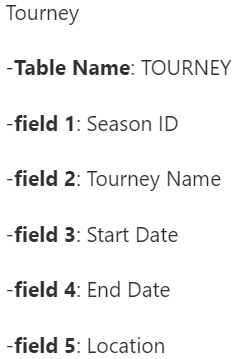 Tourney
-Table Name: TOURNEY
-field 1: Season ID
-field 2: Tourney Name
-field 3: Start Date
-field 4: End Date
-field 5: Location